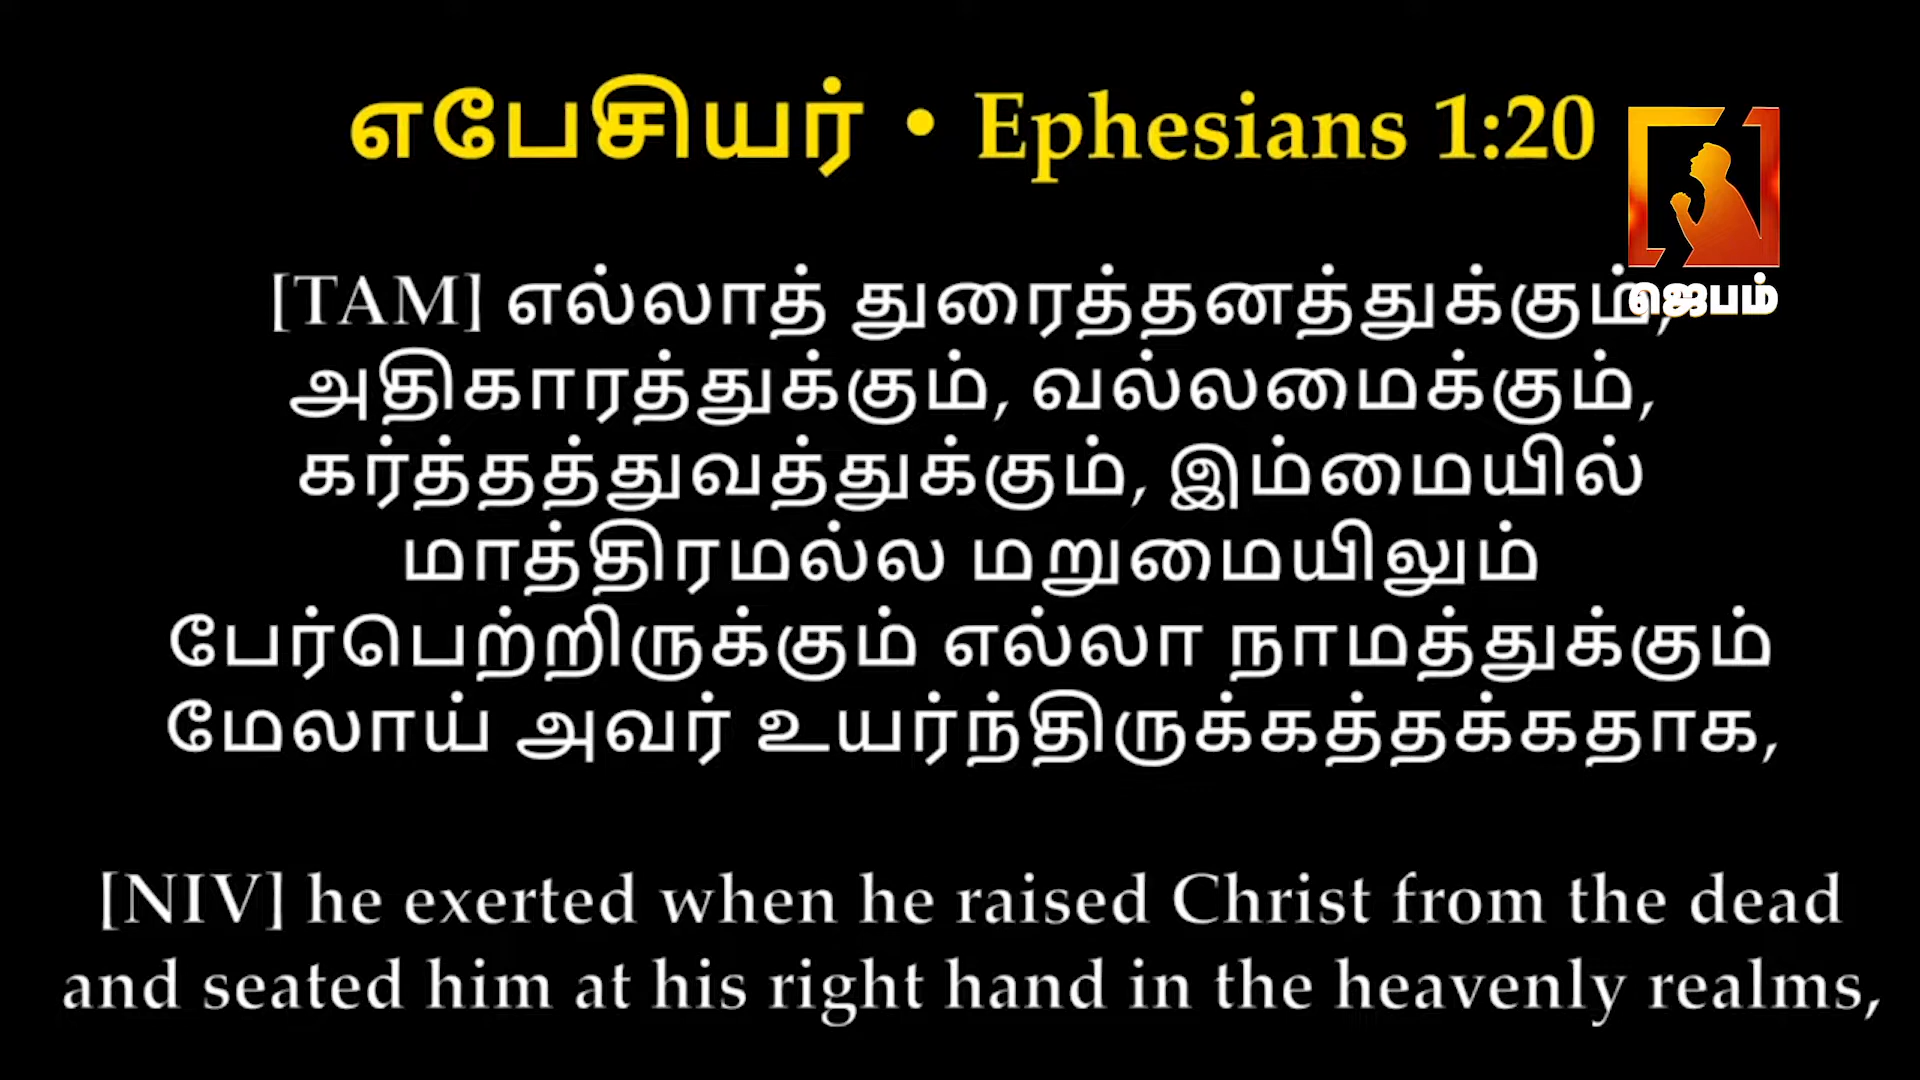 எபேசியர் • Ephesians 1:20
[TAM] எல்லாத் துரைத்தனத்துக்கும்,
அதிகாரத்துக்கும், வல்லமைக்கும்,
கர்த்தத்துவத்துக்கும், இம்மையில்
மாத்திரமல்ல மறுமையிலும்
பேர்பெற்றிருக்கும் எல்லா நாமத்துக்கும்
மேலாய் அவர் உயர்ந்திருக்கத்தக்கதாக,
[NIV] he exerted when he raised Christ from the dead
and seated him at his right hand in the heavenly realms,
ஜெபம்